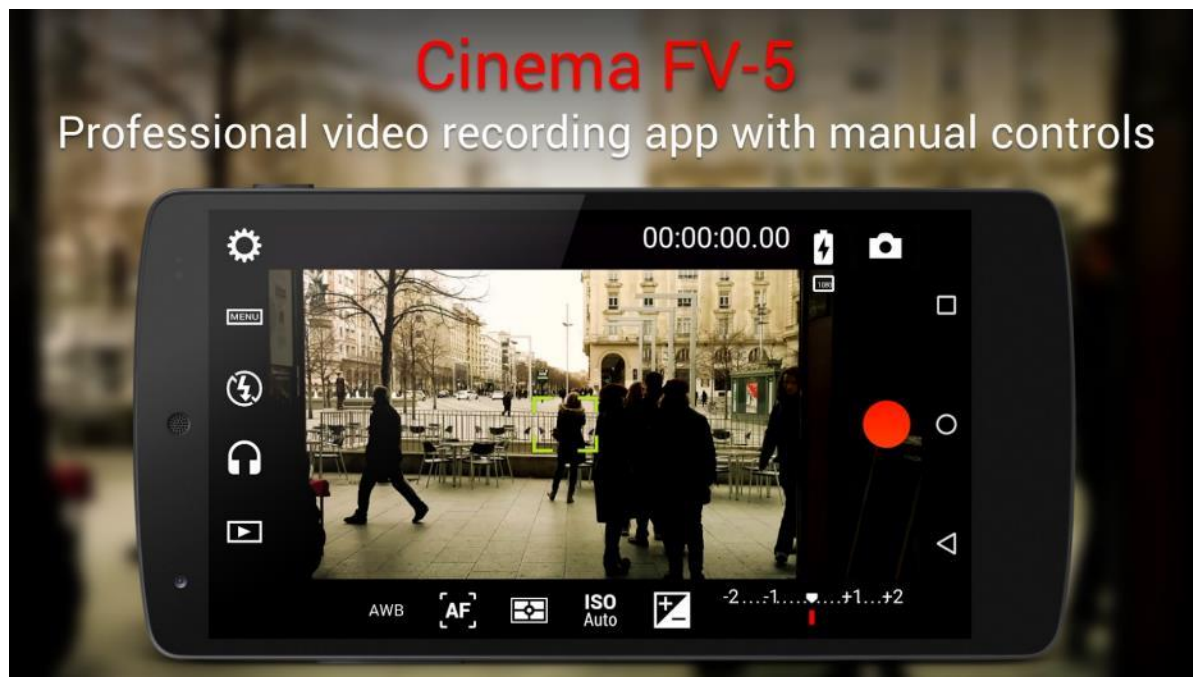 Cinema FV-5
Professional video recording app with manual controls
00:00:00.00
1080
MENU
AWB
AF
ISO
Auto
-2....-1.........+1...+2